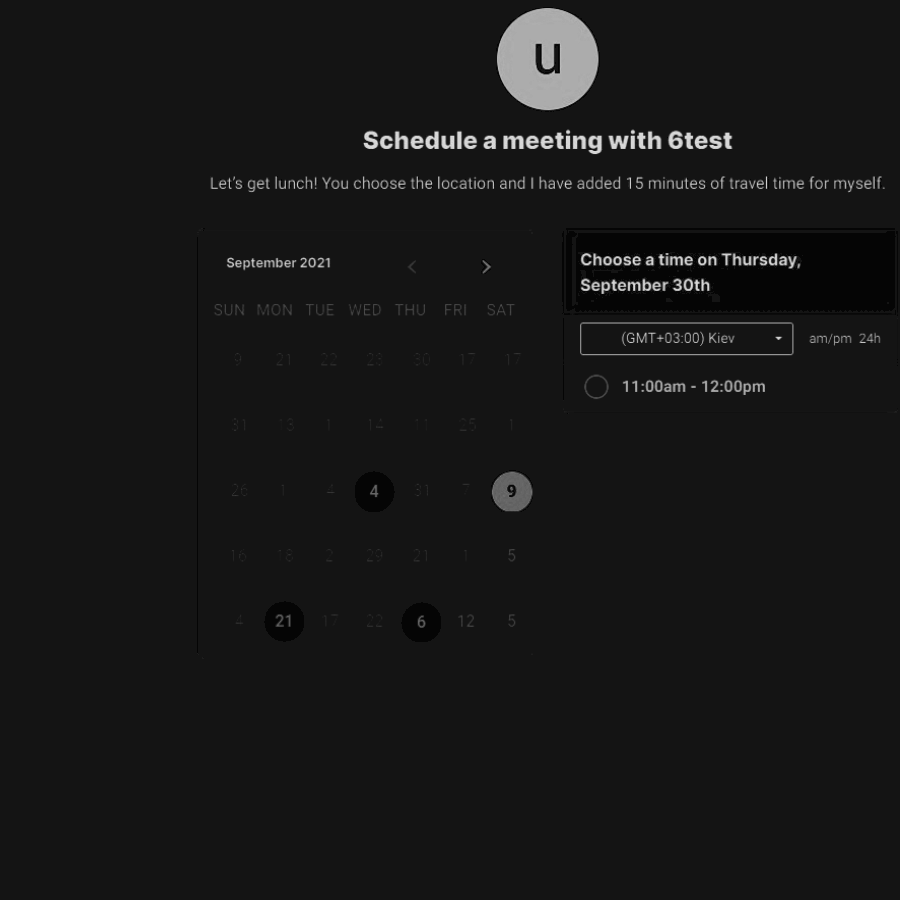 u
Schedule a meeting with 6test
Let's get lunch! You choose the location and I have added 15 minutes of travel time for myself.
September 2021
SUN MON TUE WED THU FRI SAT
9 21 22 28 30 17 17
31 13 1 14 11 25 1
26 1 4 4 31 7 9
16 18 2 29 21 1 5
4 21 17 22 6 12 5
Choose a time on Thursday,
September 30th
(GMT+03:00) Kiev am/pm 24h
11:00am - 12:00pm